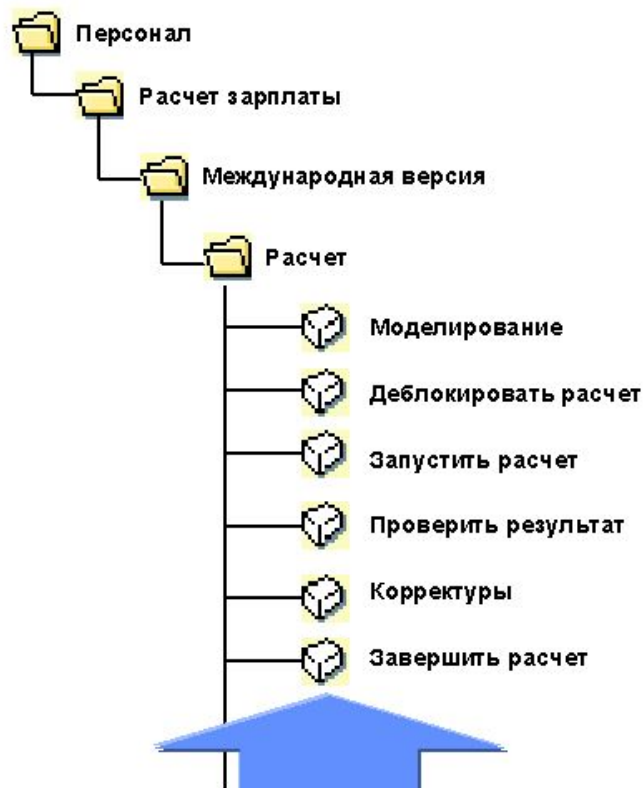 Персонал
Расчет зарплаты
Международная версия
Расчет
Моделирование
Деблокировать расчет
Запустить расчет
Проверить результат
Корректуры
Завершить расчет